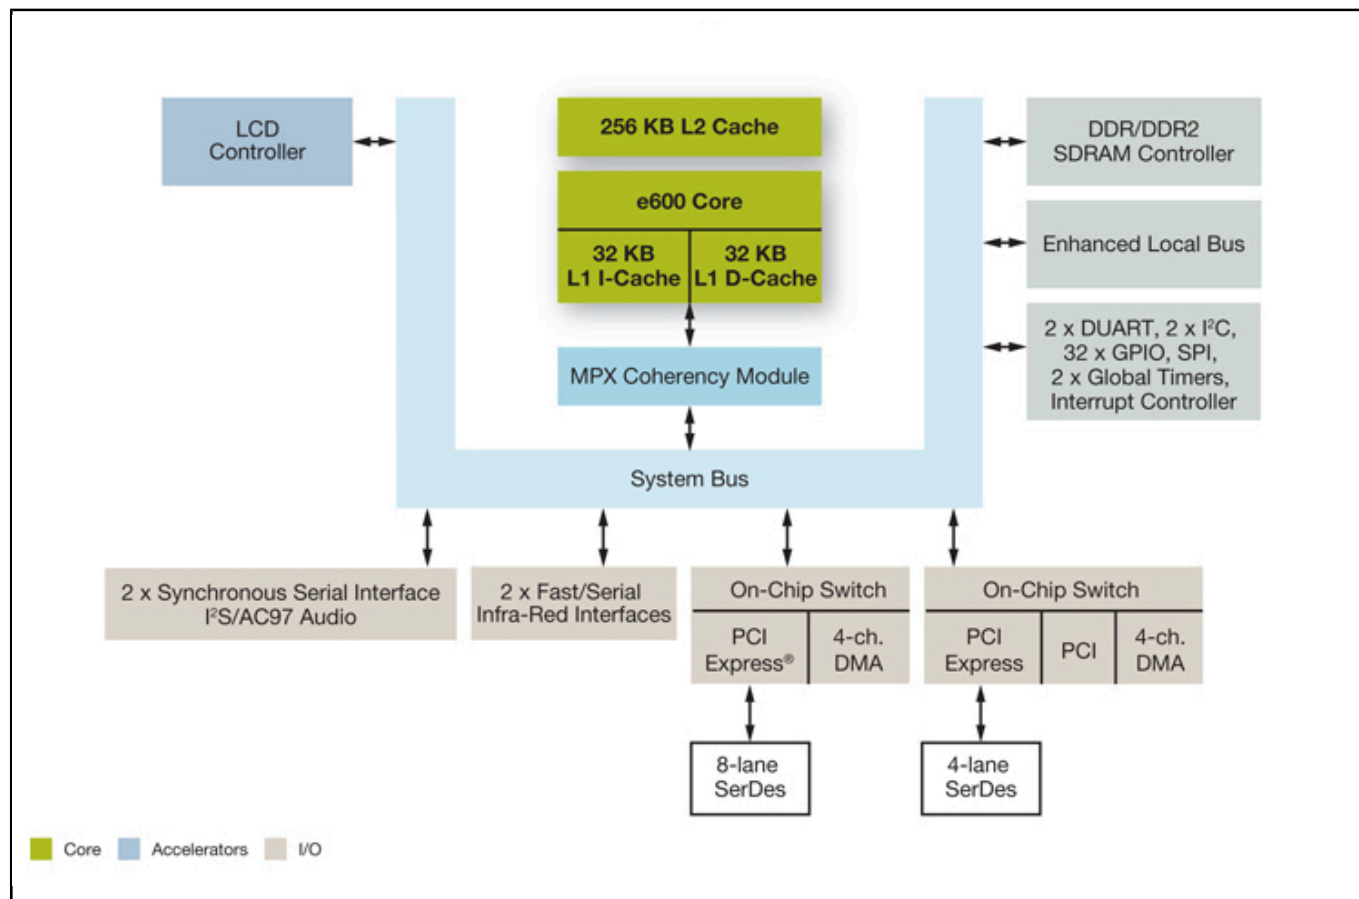 LCD
Controller
256 KB L2 Cache
e600 Core
32 KB
L1 I-Cache
32 KB
L1 D-Cache
MPX Coherency Module
System Bus
DDR/DDR2
SDRAM Controller
Enhanced Local Bus
2 x DUART, 2 x I²C,
32 x GPIO, SPI,
2 x Global Timers,
Interrupt Controller
2 x Synchronous Serial Interface
I²S/AC97 Audio
2 x Fast/Serial
Infra-Red Interfaces
On-Chip Switch
PCI
Express®
4-ch.
DMA
On-Chip Switch
PCI
Express
PCI
4-ch.
DMA
8-lane
SerDes
4-lane
SerDes
Core
Accelerators
I/O